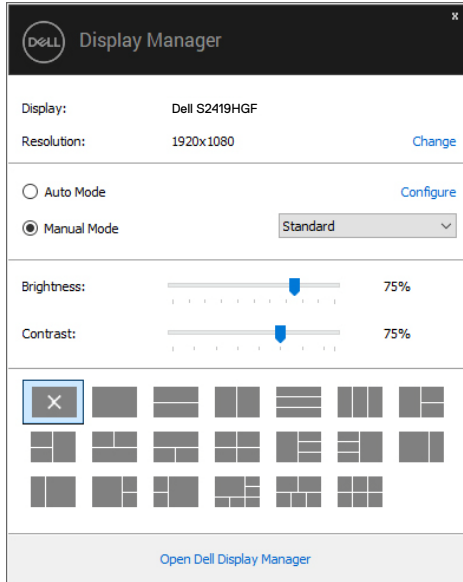 x
DELL Display Manager
Display: Dell S2419HGF
Resolution: 1920x1080 Change
Auto Mode Configure
Manual Mode Standard
Brightness: 75%
Contrast: 75%
Open Dell Display Manager